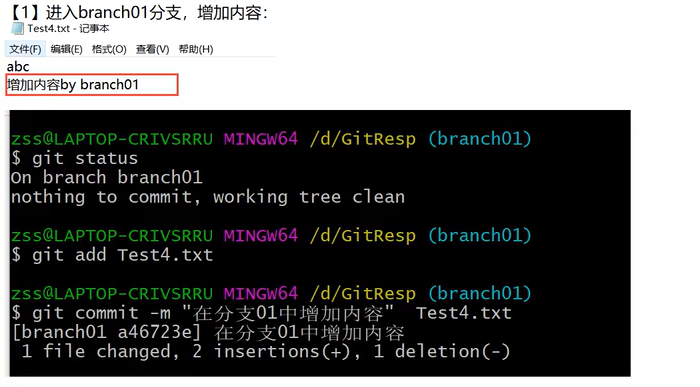 【1】进入branch01分支，增加内容：
Test4.txt - 记事本
文件(F) 编辑(E) 格式(O) 查看(V) 帮助(H)
abc
增加内容by branch01
zss@LAPTOP-CRIVSRRU MINGW64 /d/GitResp (branch01)
$ git status
On branch branch01
nothing to commit, working tree clean
zss@LAPTOP-CRIVSRRU MINGW64 /d/GitResp (branch01)
$ git add Test4.txt
zss@LAPTOP-CRIVSRRU MINGW64 /d/GitResp (branch01)
$ git commit -m "在分支01中增加内容"  Test4.txt
[branch01 a46723e] 在分支01中增加内容
 1 file changed, 2 insertions(+), 1 deletion(-)